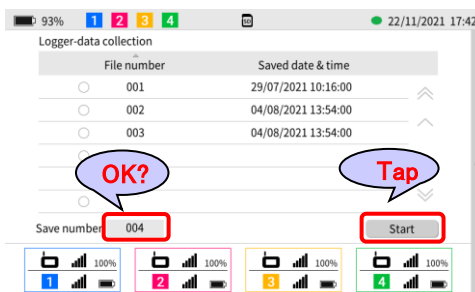 93% 1 2 3 4 SD 22/11/2021 17:42
Logger-data collection
File number Saved date & time
001 29/07/2021 10:16:00
002 04/08/2021 13:54:00
003 04/08/2021 13:54:00
OK? Tap
Save number 004 Start
100% 100% 100% 100%
1 2 3 4